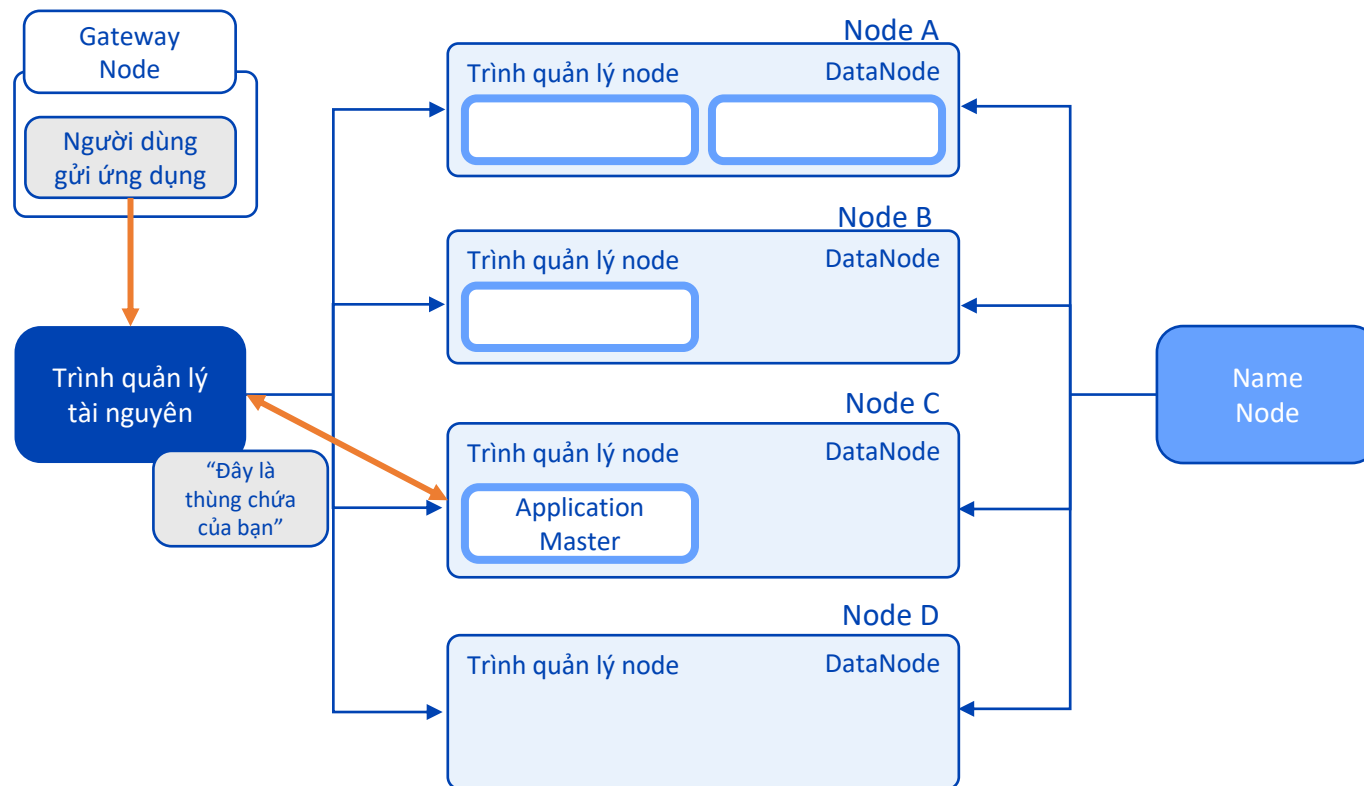 Gateway
Node
Người dùng
gửi ứng dụng
Trình quản lý
tài nguyên
“Đây là
thùng chứa
của bạn”
Node A
Trình quản lý node
DataNode
Node B
Trình quản lý node
DataNode
Node C
Trình quản lý node
DataNode
Application
Master
Node D
Trình quản lý node
DataNode
Name
Node